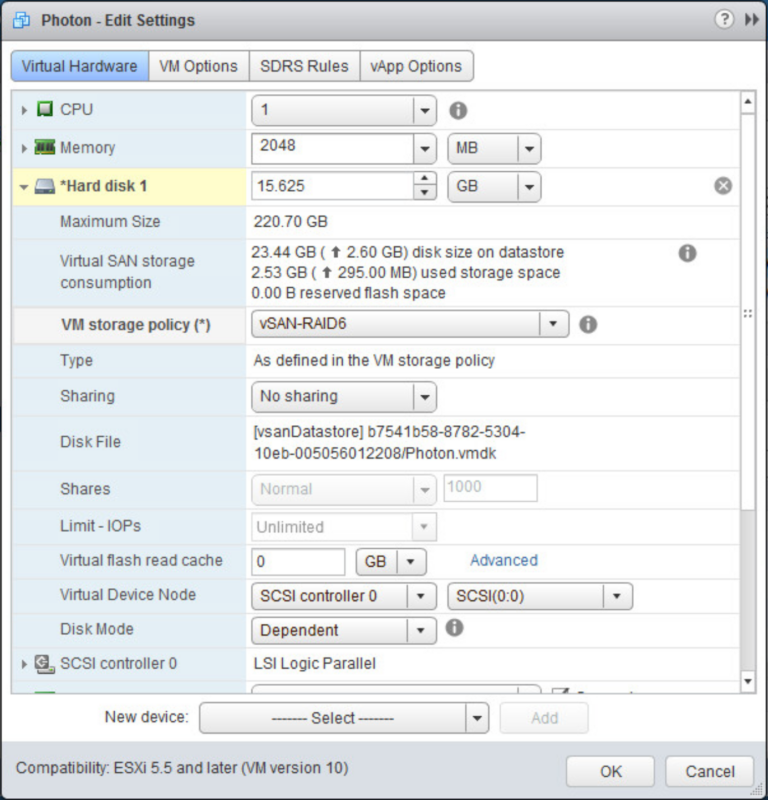 Photon - Edit Settings
Virtual Hardware VM Options SDRS Rules vApp Options
CPU 1
Memory 2048 MB
*Hard disk 1 15.625 GB
Maximum Size 220.70 GB
Virtual SAN storage
consumption
23.44 GB ( ⬆ 2.60 GB) disk size on datastore
2.53 GB ( ⬆ 295.00 MB) used storage space
0.00 B reserved flash space
VM storage policy (*) vSAN-RAID6
Type As defined in the VM storage policy
Sharing No sharing
Disk File
[vsanDatastore] b7541b58-8782-5304-
10eb-005056012208/Photon.vmdk
Shares Normal 1000
Limit - IOPs Unlimited
Virtual flash read cache 0 GB Advanced
Virtual Device Node SCSI controller 0 SCSI(0:0)
Disk Mode Dependent
SCSI controller 0 LSI Logic Parallel
New device: ------- Select ------- Add
Compatibility: ESXi 5.5 and later (VM version 10) OK Cancel